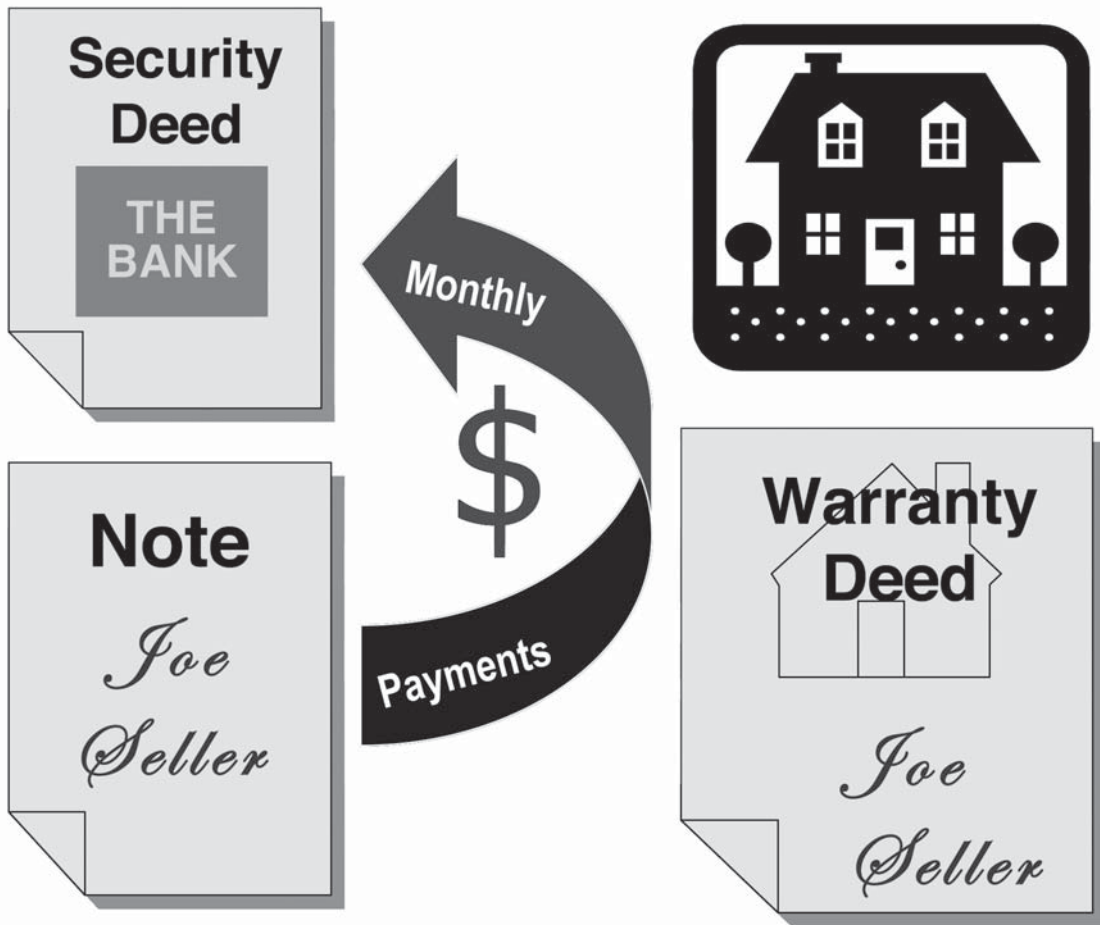 Security
Deed
THE
BANK
Monthly
$
Payments
Note
Joe
Seller
Warranty
Deed
Joe
Seller